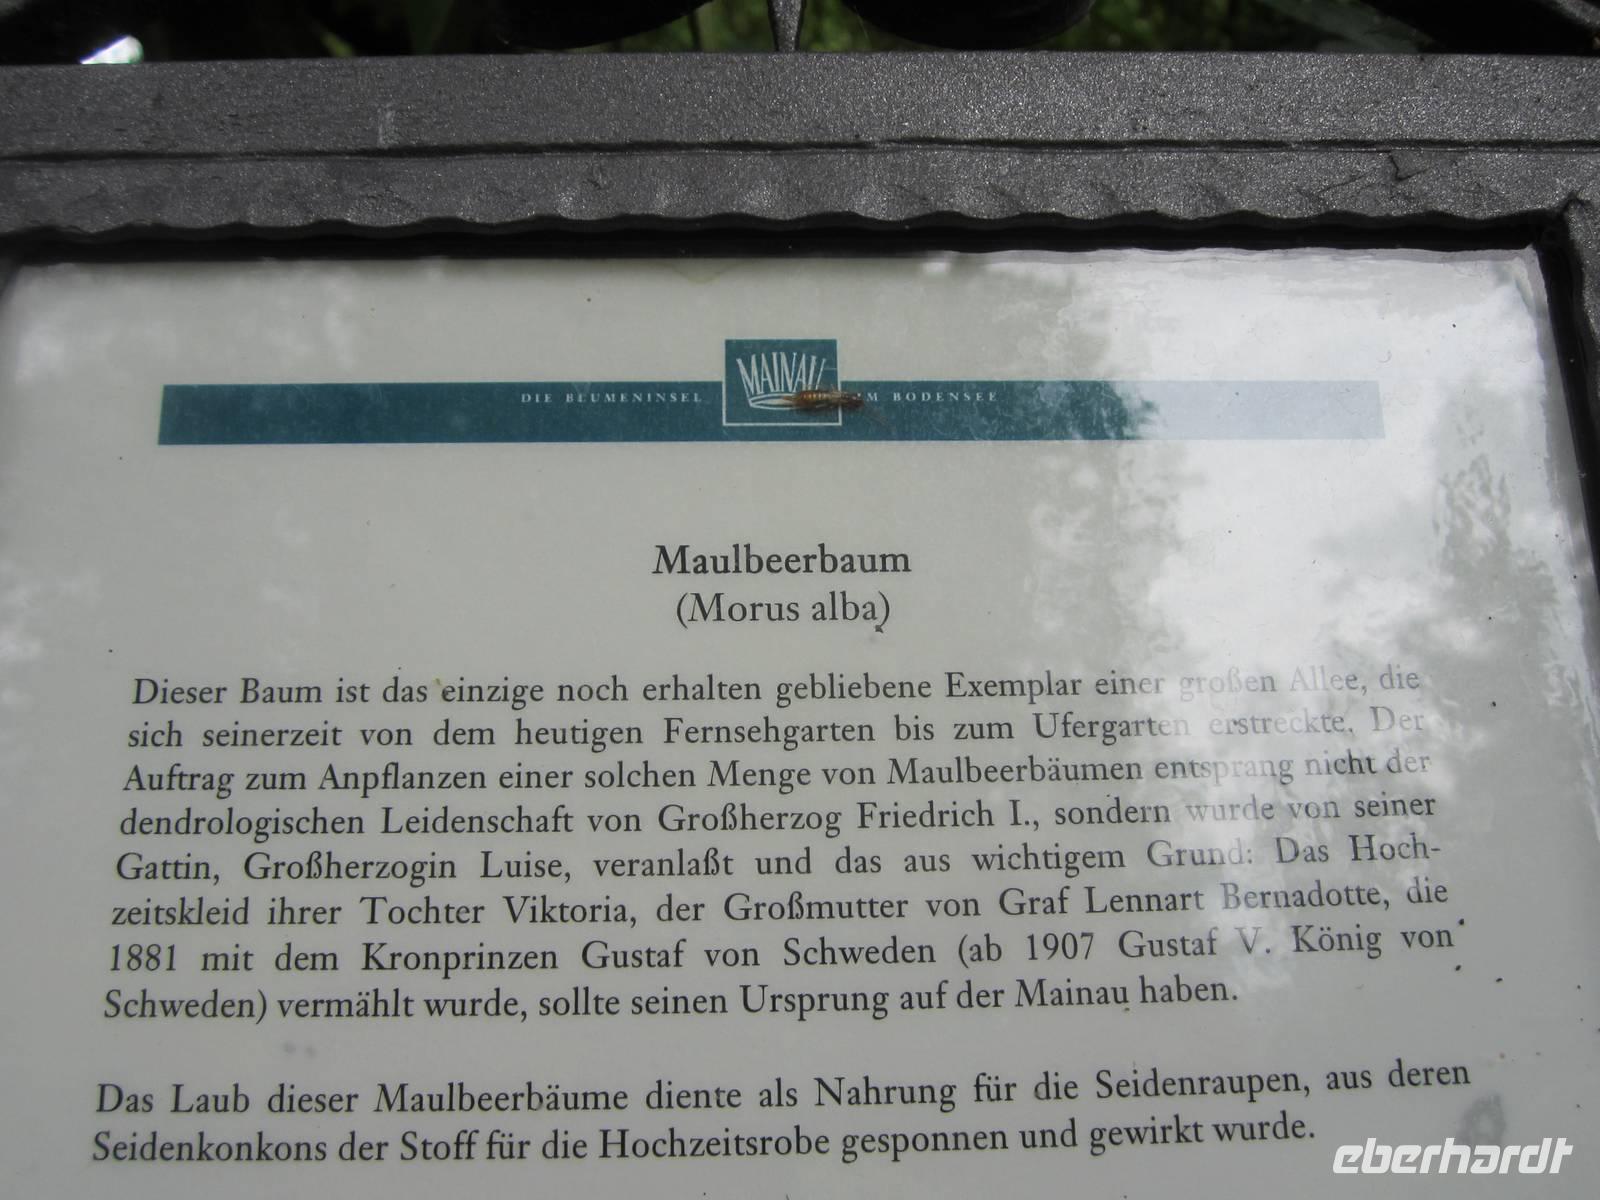 DIE BLUMENINSEL MAINAU IM BODENSEE
Maulbeerbaum
(Morus alba)
Dieser Baum ist das einzige noch erhalten gebliebene Exemplar einer großen Allee, die
sich seinerzeit von dem heutigen Fernsehgarten bis zum Ufergarten erstreckte. Der
Auftrag zum Anpflanzen einer solchen Menge von Maulbeerbäumen entsprang nicht der
dendrologischen Leidenschaft von Großherzog Friedrich I., sondern wurde von seiner
Gattin, Großherzogin Luise, veranlaßt und das aus wichtigem Grund: Das Hoch-
zeitskleid ihrer Tochter Viktoria, der Großmutter von Graf Lennart Bernadotte, die
1881 mit dem Kronprinzen Gustaf von Schweden (ab 1907 Gustaf V. König von
Schweden) vermählt wurde, sollte seinen Ursprung auf der Mainau haben.
Das Laub dieser Maulbeerbäume diente als Nahrung für die Seidenraupen, aus deren
Seidenkonkons der Stoff für die Hochzeitsrobe gesponnen und gewirkt wurde.
eberhardt